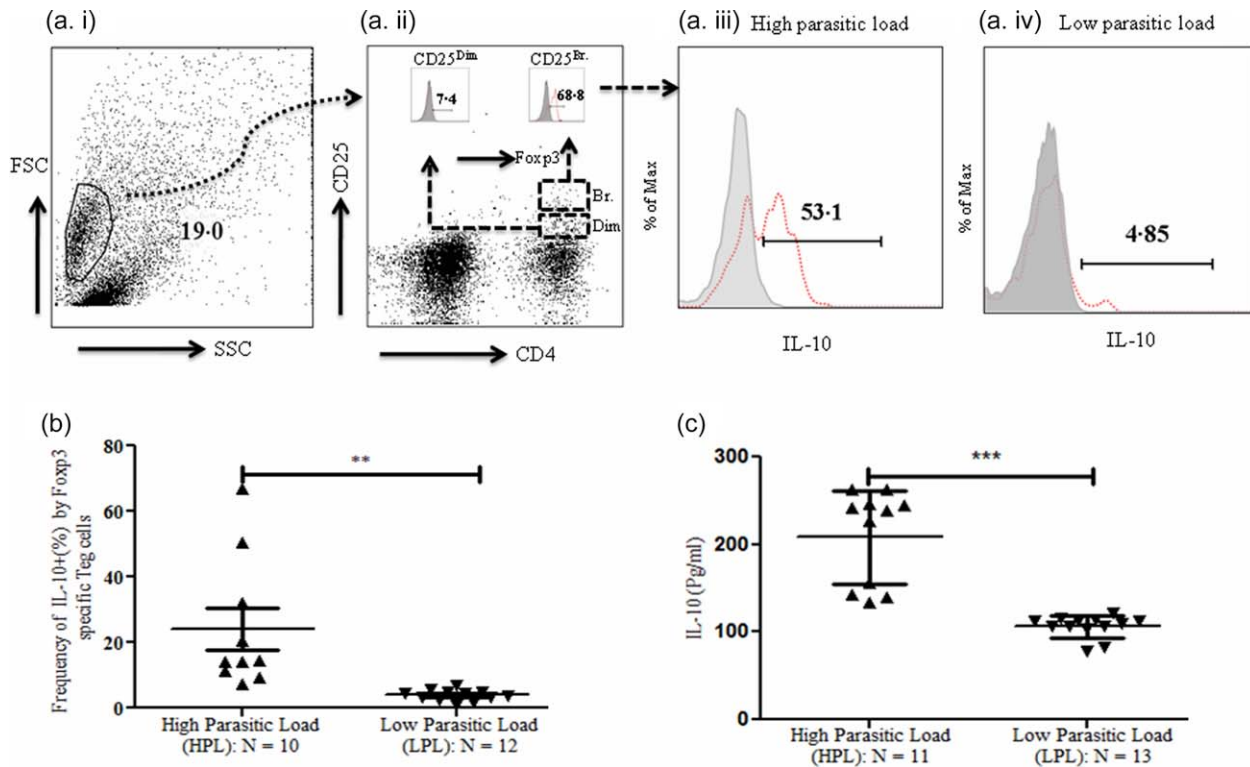 (a. i)
(a. ii)
(a. iii)
High parasitic load
(a. iv)
Low parasitic load
FSC
19·0
SSC
CD25
CD25Dim
7·4
CD25Br.
68·8
Foxp3
Br.
Dim
CD4
% of Max
53·1
IL-10
% of Max
4·85
IL-10
(b)
Frequency of IL-10+(%) by Foxp3
specific Teg cells
80
60
40
20
0
**
High Parasitic Load
(HPL): N = 10
Low Parasitic Load
(LPL): N = 12
(c)
IL-10 (Pg/ml)
300
200
100
0
***
High Parasitic Load
(HPL): N = 11
Low Parasitic Load
(LPL): N = 13